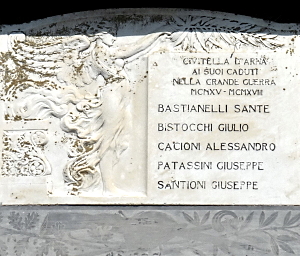 CIVITELLA D'ARNA
AI SUOI CADUTI
NELLA GRANDE GUERRA
MCMXV - MCMXVIII
BASTIANELLI SANTE
BISTOCCHI GIULIO
CACIONI ALESSANDRO
PATASSINI GIUSEPPE
SANTIONI GIUSEPPE